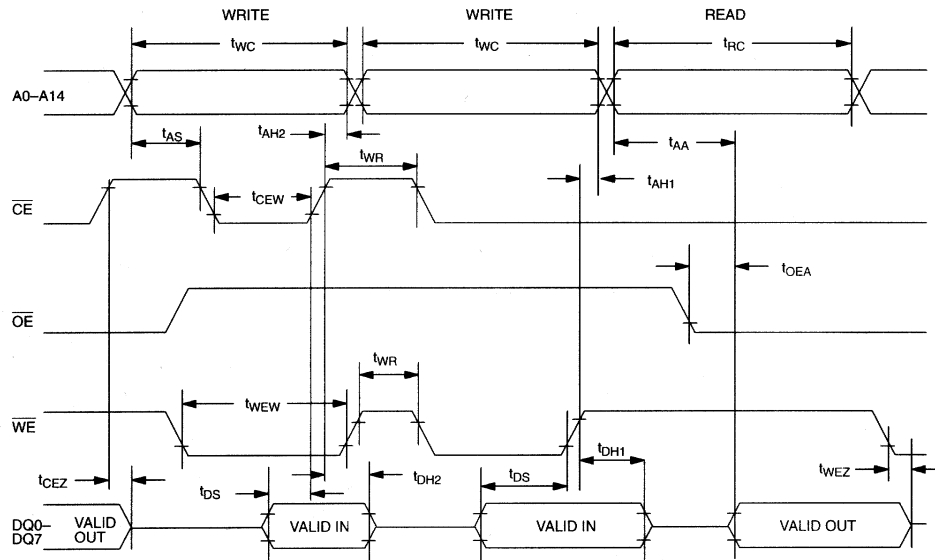 WRITE WRITE READ
tWC tWC tRC
A0–A14
tAS tAH2 tWR tAA
tAH1
CE tCEW
tOEA
OE
tWR
WE tWEW
tCEZ tDS tDH2 tDS tDH1 tWEZ
DQ0–
DQ7
VALID
OUT
VALID IN VALID IN VALID OUT